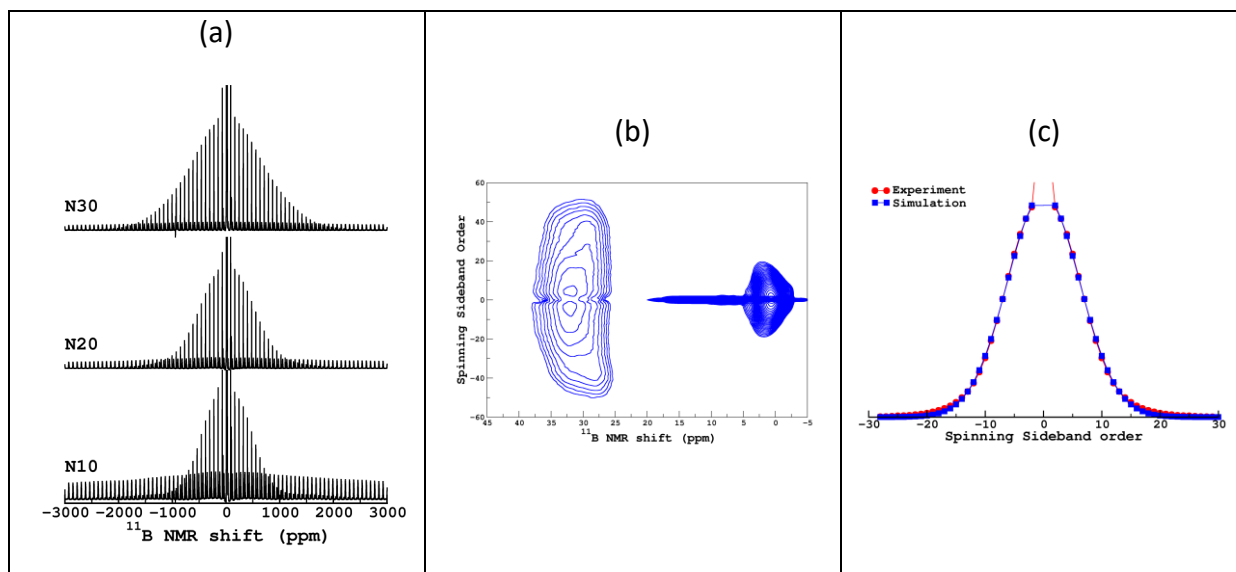 (a)
N30
N20
N10
−3000 −2000 −1000 0 1000 2000 3000
11B NMR shift (ppm)
(b)
Spinning Sideband Order
60
40
20
0
−20
−40
−60
45 40 35 30 25 20 15 10 5 0 −5
11B NMR shift (ppm)
(c)
Experiment
Simulation
−30 −20 −10 0 10 20 30
Spinning Sideband order